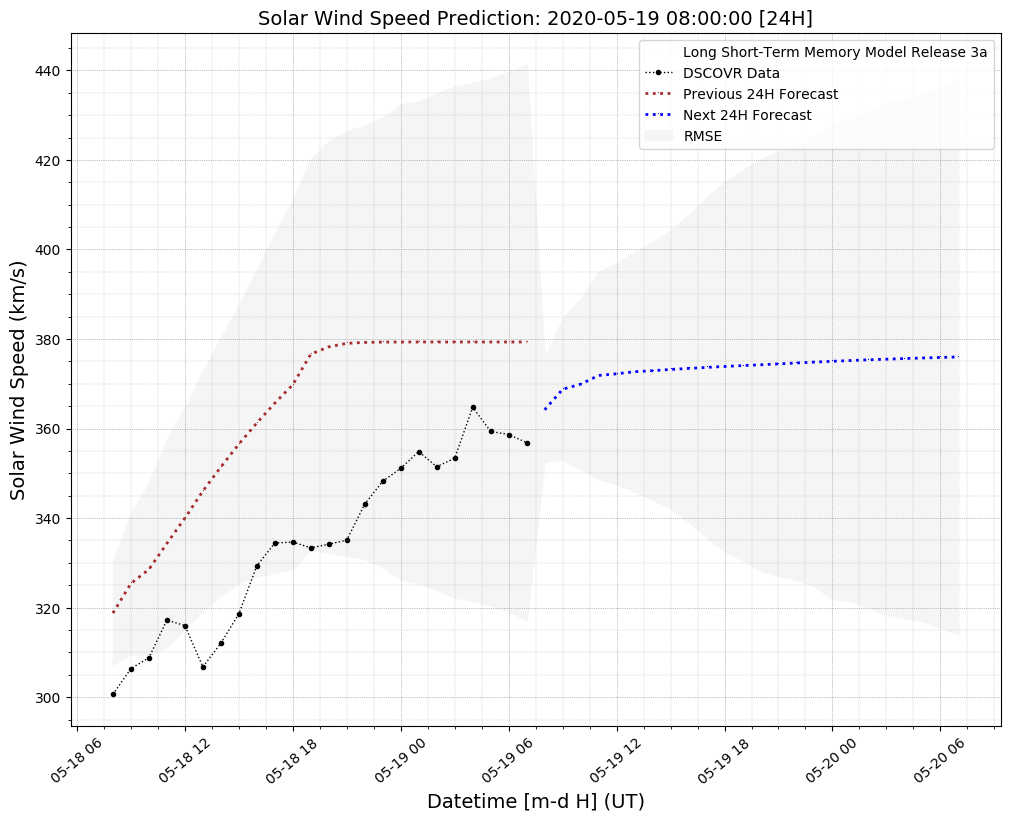 Solar Wind Speed Prediction: 2020-05-19 08:00:00 [24H]
Long Short-Term Memory Model Release 3a
DSCOVR Data
Previous 24H Forecast
Next 24H Forecast
RMSE
Solar Wind Speed (km/s)
440
420
400
380
360
340
320
300
05-18 06
05-18 12
05-18 18
05-19 00
05-19 06
05-19 12
05-19 18
05-20 00
05-20 06
Datetime [m-d H] (UT)